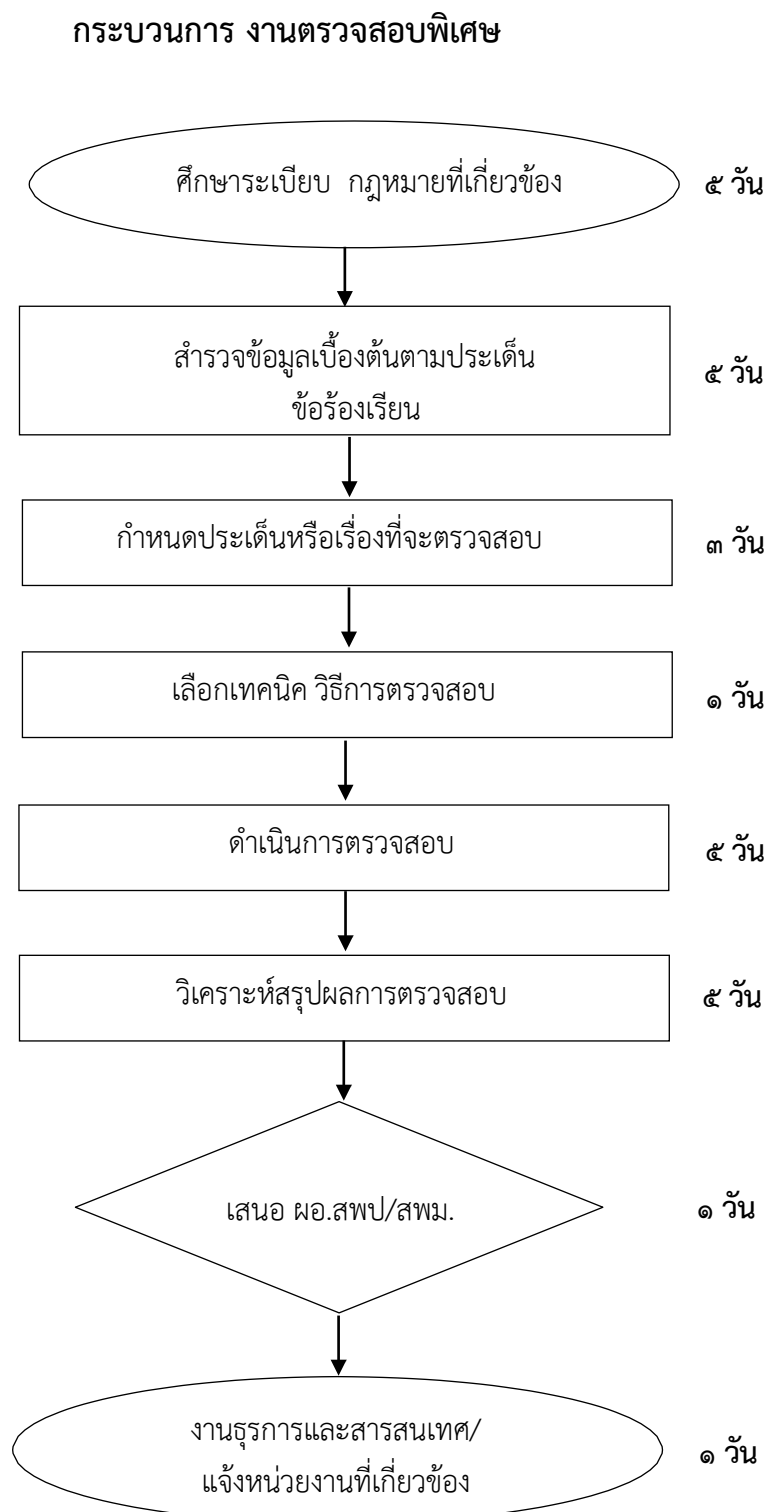 กระบวนการ งานตรวจสอบพิเศษ
ศึกษาระเบียบ กฎหมายที่เกี่ยวข้อง
๕ วัน
สำรวจข้อมูลเบื้องต้นตามประเด็น
ข้อร้องเรียน
๕ วัน
กำหนดประเด็นหรือเรื่องที่จะตรวจสอบ
๓ วัน
เลือกเทคนิค วิธีการตรวจสอบ
๑ วัน
ดำเนินการตรวจสอบ
๕ วัน
วิเคราะห์สรุปผลการตรวจสอบ
๕ วัน
เสนอ ผอ.สพป/สพม.
๑ วัน
งานธุรการและสารสนเทศ/
แจ้งหน่วยงานที่เกี่ยวข้อง
๑ วัน